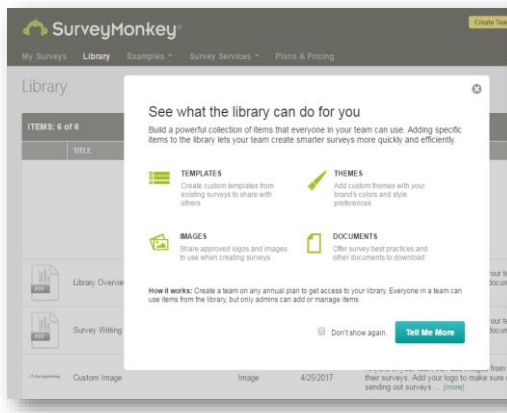 SurveyMonkey
Create Tea
My Surveys Library Examples Survey Services Plans & Pricing
Library
ITEMS: 6 of 6
TITLE
See what the library can do for you
Build a powerful collection of items that everyone in your team can use. Adding specific
items to the library lets your team create smarter surveys more quickly and efficiently.
TEMPLATES
Create custom templates from
existing surveys to share with
others
THEMES
Add custom themes with your
brand's colors and style
preferences
IMAGES
Share approved logos and images
to use when creating surveys
DOCUMENTS
Offer survey best practices and
other documents to download
How it works: Create a team on any annual plan to get access to your library. Everyone in a team can
use items from the library, but only admins can add or manage items.
Don't show again.
Tell Me More
PDF
Library Overvie
PDF
Survey Writing
SurveyMonkey
Custom Image Image 4/25/2017
their surveys. Add your logo to make sure
sending out surveys ... (more)